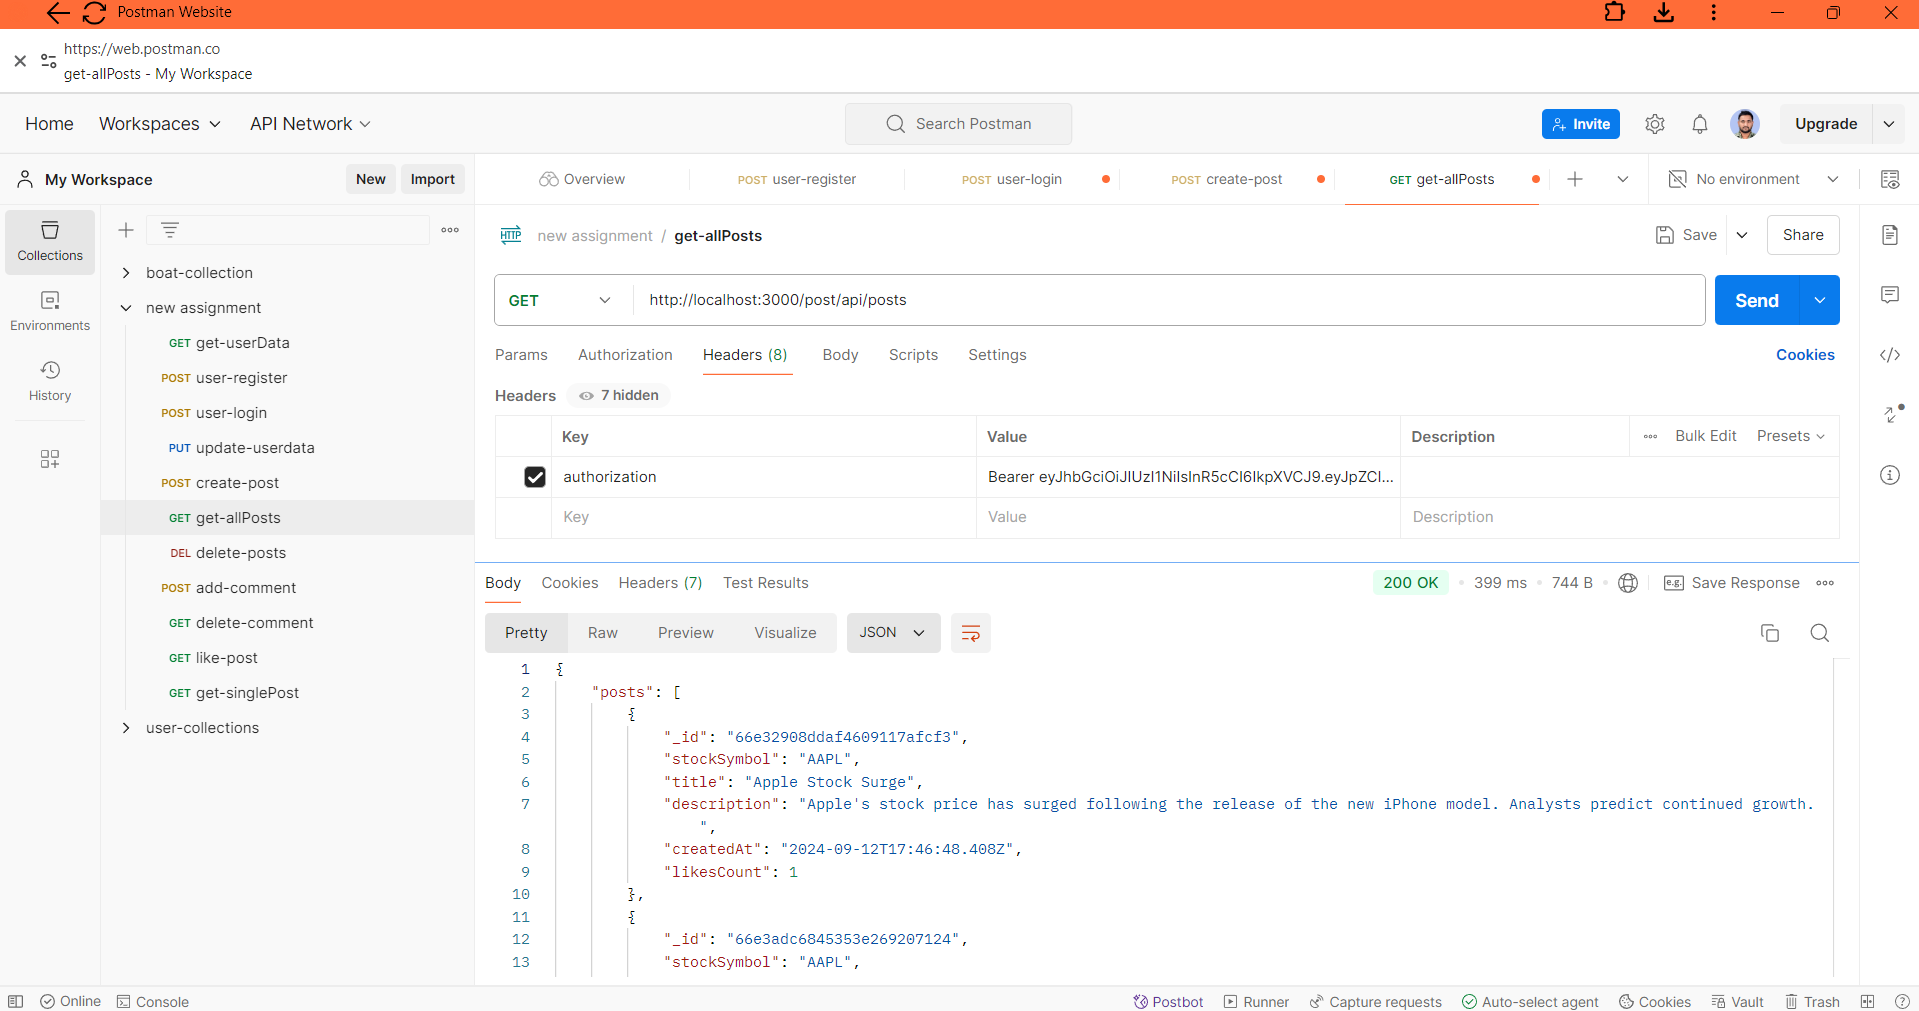 Postman Website
https://web.postman.co
get-allPosts - My Workspace
Home Workspaces API Network Search Postman Invite Upgrade
My Workspace New Import Overview POST user-register POST user-login POST create-post GET get-allPosts No environment
Collections
Environments
History
boat-collection
new assignment
GET get-userData
POST user-register
POST user-login
PUT update-userdata
POST create-post
GET get-allPosts
DEL delete-posts
POST add-comment
GET delete-comment
GET like-post
GET get-singlePost
user-collections
HTTP new assignment / get-allPosts Save Share
GET http://localhost:3000/post/api/posts Send
Params Authorization Headers (8) Body Scripts Settings Cookies
Headers 7 hidden
Key Value Description Bulk Edit Presets
authorization Bearer eyJhbGciOiJIUzI1NiIsInR5cCI6IkpXVCJ9.eyJpZCI...
Key Value Description
Body Cookies Headers (7) Test Results 200 OK 399 ms 744 B e.g. Save Response
Pretty Raw Preview Visualize JSON
1 {
2 "posts": [
3 {
4 "_id": "66e32908ddaf4609117afcf3",
5 "stockSymbol": "AAPL",
6 "title": "Apple Stock Surge",
7 "description": "Apple's stock price has surged following the release of the new iPhone model. Analysts predict continued growth.
",
8 "createdAt": "2024-09-12T17:46:48.408Z",
9 "likesCount": 1
10 },
11 {
12 "_id": "66e3adc6845353e269207124",
13 "stockSymbol": "AAPL",
Online Console Postbot Runner Capture requests Auto-select agent Cookies Vault Trash